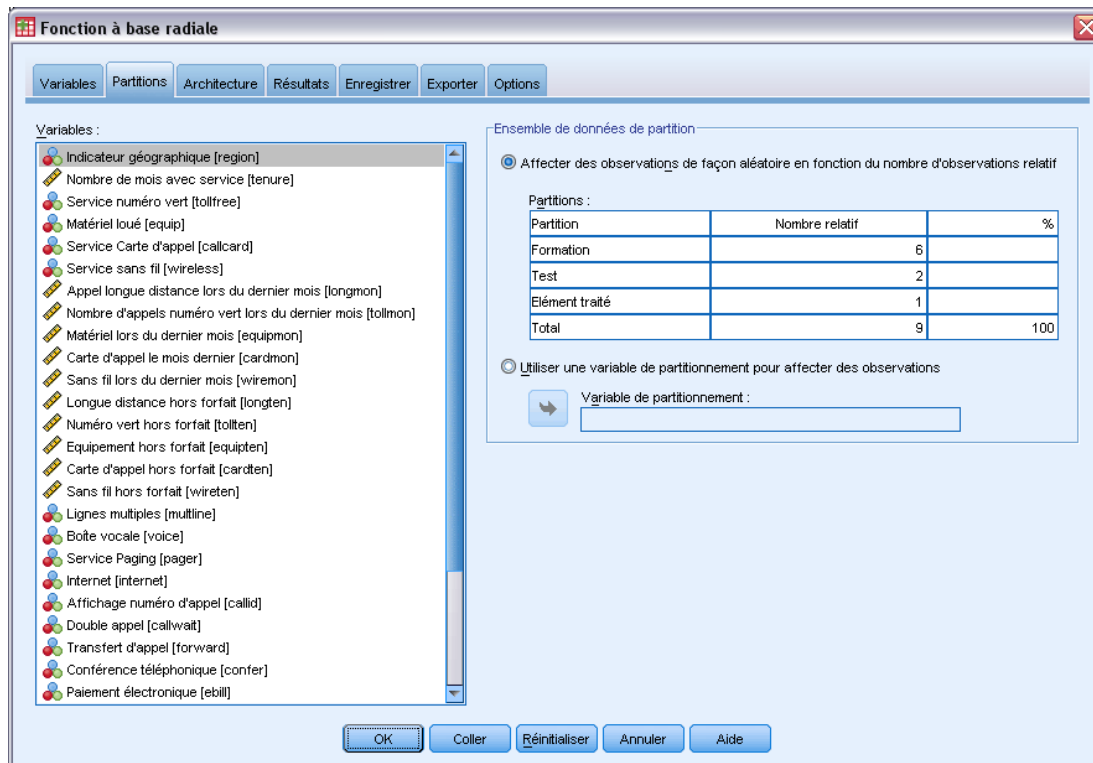 Fonction à base radiale
Variables Partitions Architecture Résultats Enregistrer Exporter Options
Variables :
Indicateur géographique [region]
Nombre de mois avec service [tenure]
Service numéro vert [tollfree]
Matériel loué [equip]
Service Carte d'appel [callcard]
Service sans fil [wireless]
Appel longue distance lors du dernier mois [longmon]
Nombre d'appels numéro vert lors du dernier mois [tollmon]
Matériel lors du dernier mois [equipmon]
Carte d'appel le mois dernier [cardmon]
Sans fil lors du dernier mois [wiremon]
Longue distance hors forfait [longten]
Numéro vert hors forfait [tollten]
Equipement hors forfait [equipten]
Carte d'appel hors forfait [cardten]
Sans fil hors forfait [wireten]
Lignes multiples [multline]
Boîte vocale [voice]
Service Paging [pager]
Internet [internet]
Affichage numéro d'appel [callid]
Double appel [callwait]
Transfert d'appel [forward]
Conférence téléphonique [confer]
Paiement électronique [ebill]
Ensemble de données de partition
Affecter des observations de façon aléatoire en fonction du nombre d'observations relatif
Partitions :
Partition Nombre relatif %
Formation 6
Test 2
Elément traité 1
Total 9 100
Utiliser une variable de partitionnement pour affecter des observations
Variable de partitionnement :
OK Coller Réinitialiser Annuler Aide